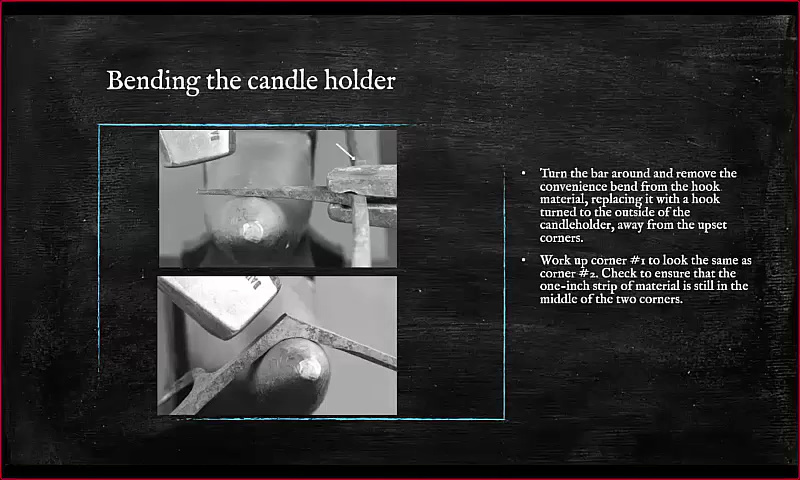 Bending the candle holder
• Turn the bar around and remove the
convenience bend from the hook
material, replacing it with a hook
turned to the outside of the
candleholder, away from the upset
corners.
• Work up corner #1 to look the same as
corner #2. Check to ensure that the
one-inch strip of material is still in the
middle of the two corners.